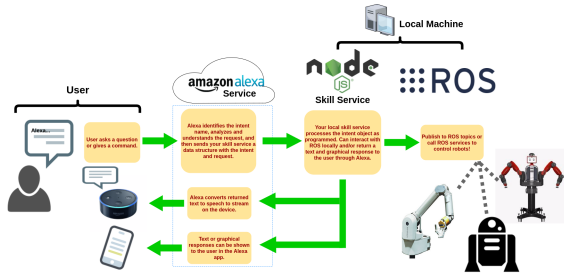 Local Machine
User
amazon alexa
Service
node
JS
Skill Service
ROS
Alexa...
User asks a question
or gives a command.
Alexa identifies the intent
name, analyzes and
understands the request, and
then sends your skill service a
data structure with the intent
and request.
Your local skill service
processes the intent object as
programmed. Can interact with
ROS locally and/or return a
text and graphical response to
the user through Alexa.
Publish to ROS topics or
call ROS services to
control robots!
Alexa converts returned
text to speech to stream
on the device.
Text or graphical
responses can be shown
to the user in the Alexa
app.